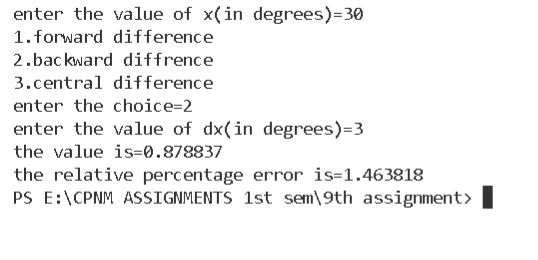 enter the value of x(in degrees)=30
1.forward difference
2.backward diffrence
3.central difference
enter the choice=2
enter the value of dx(in degrees)=3
the value is=0.878837
the relative percentage error is=1.463818
PS E:\CPNM ASSIGNMENTS 1st sem\9th assignment>